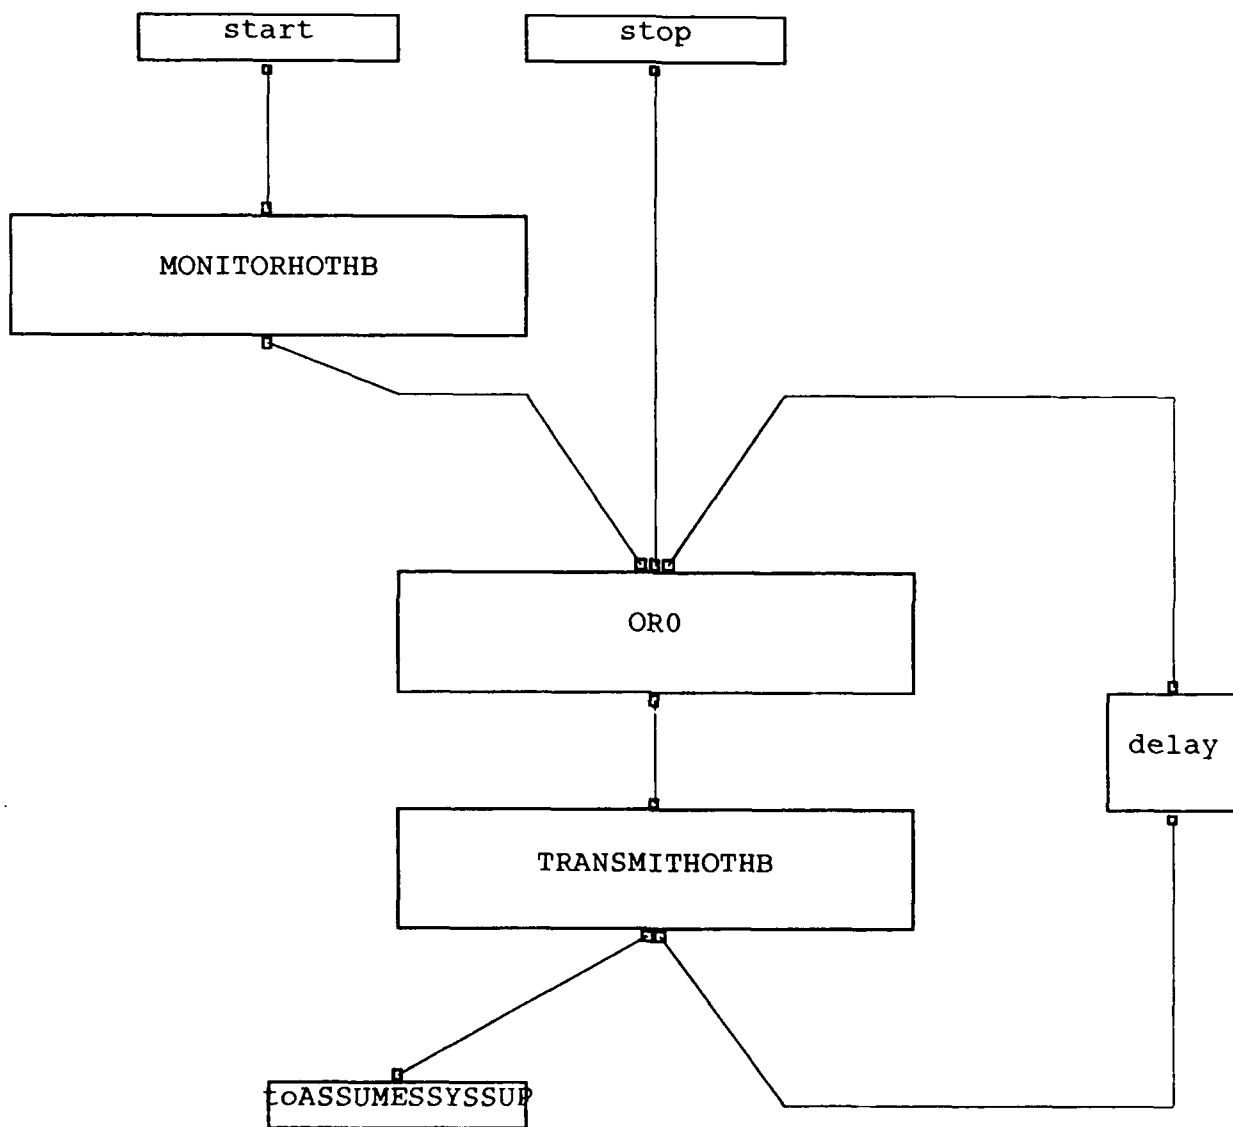 start
stop
MONITORHOTHB
OR0
delay
TRANSMITHOTHB
toASSUMESSYSSUP